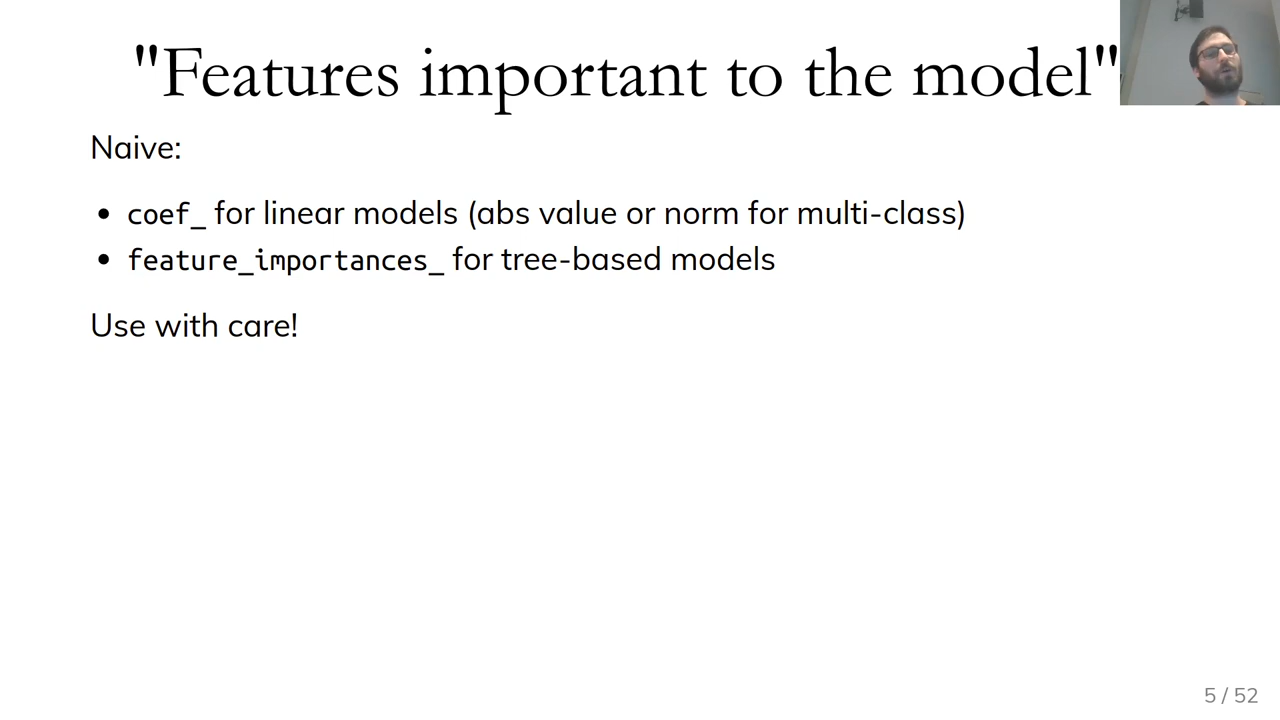 "Features important to the model"
Naive:
• coef_ for linear models (abs value or norm for multi-class)
• feature_importances_ for tree-based models
Use with care!
5 / 52